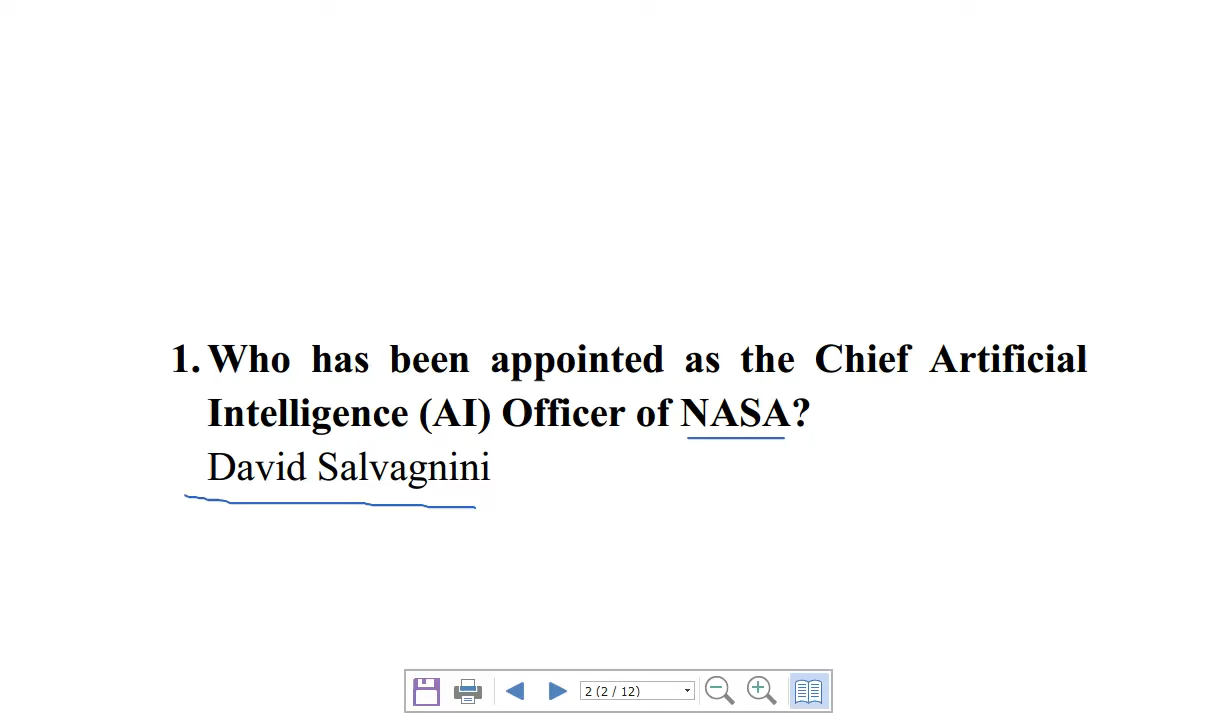 1. Who has been appointed as the Chief Artificial
Intelligence (AI) Officer of NASA?
David Salvagnini
2 (2 / 12)